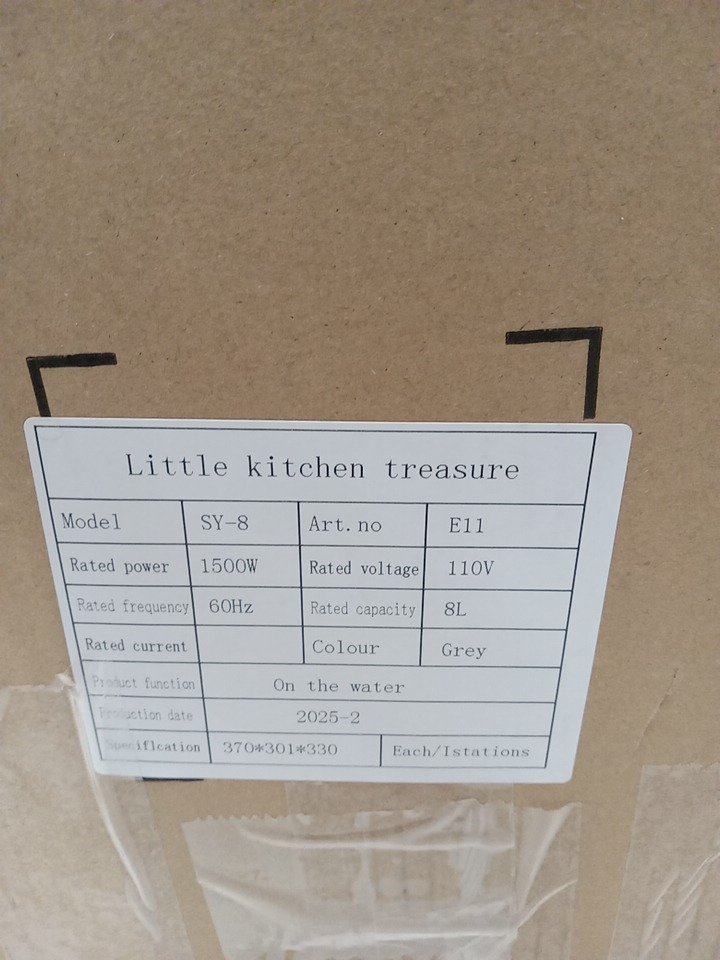 Little kitchen treasure
Model SY-8 Art.no E11
Rated power 1500W Rated voltage 110V
Rated frequency 60Hz Rated capacity 8L
Rated current Colour Grey
Product function On the water
Production date 2025-2
Speciflcation 370*301*330 Each/Istations